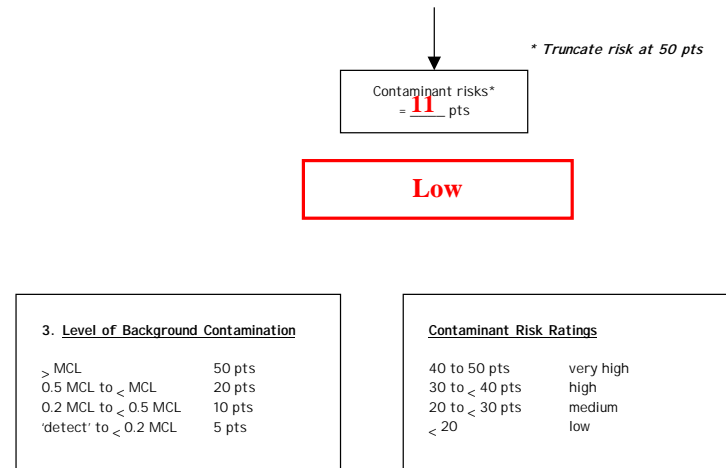 * Truncate risk at 50 pts
Contaminant risks*
= 11 pts
Low
3. Level of Background Contamination
> MCL 50 pts
0.5 MCL to < MCL 20 pts
0.2 MCL to < 0.5 MCL 10 pts
'detect' to < 0.2 MCL 5 pts
Contaminant Risk Ratings
40 to 50 pts very high
30 to < 40 pts high
20 to < 30 pts medium
< 20 low